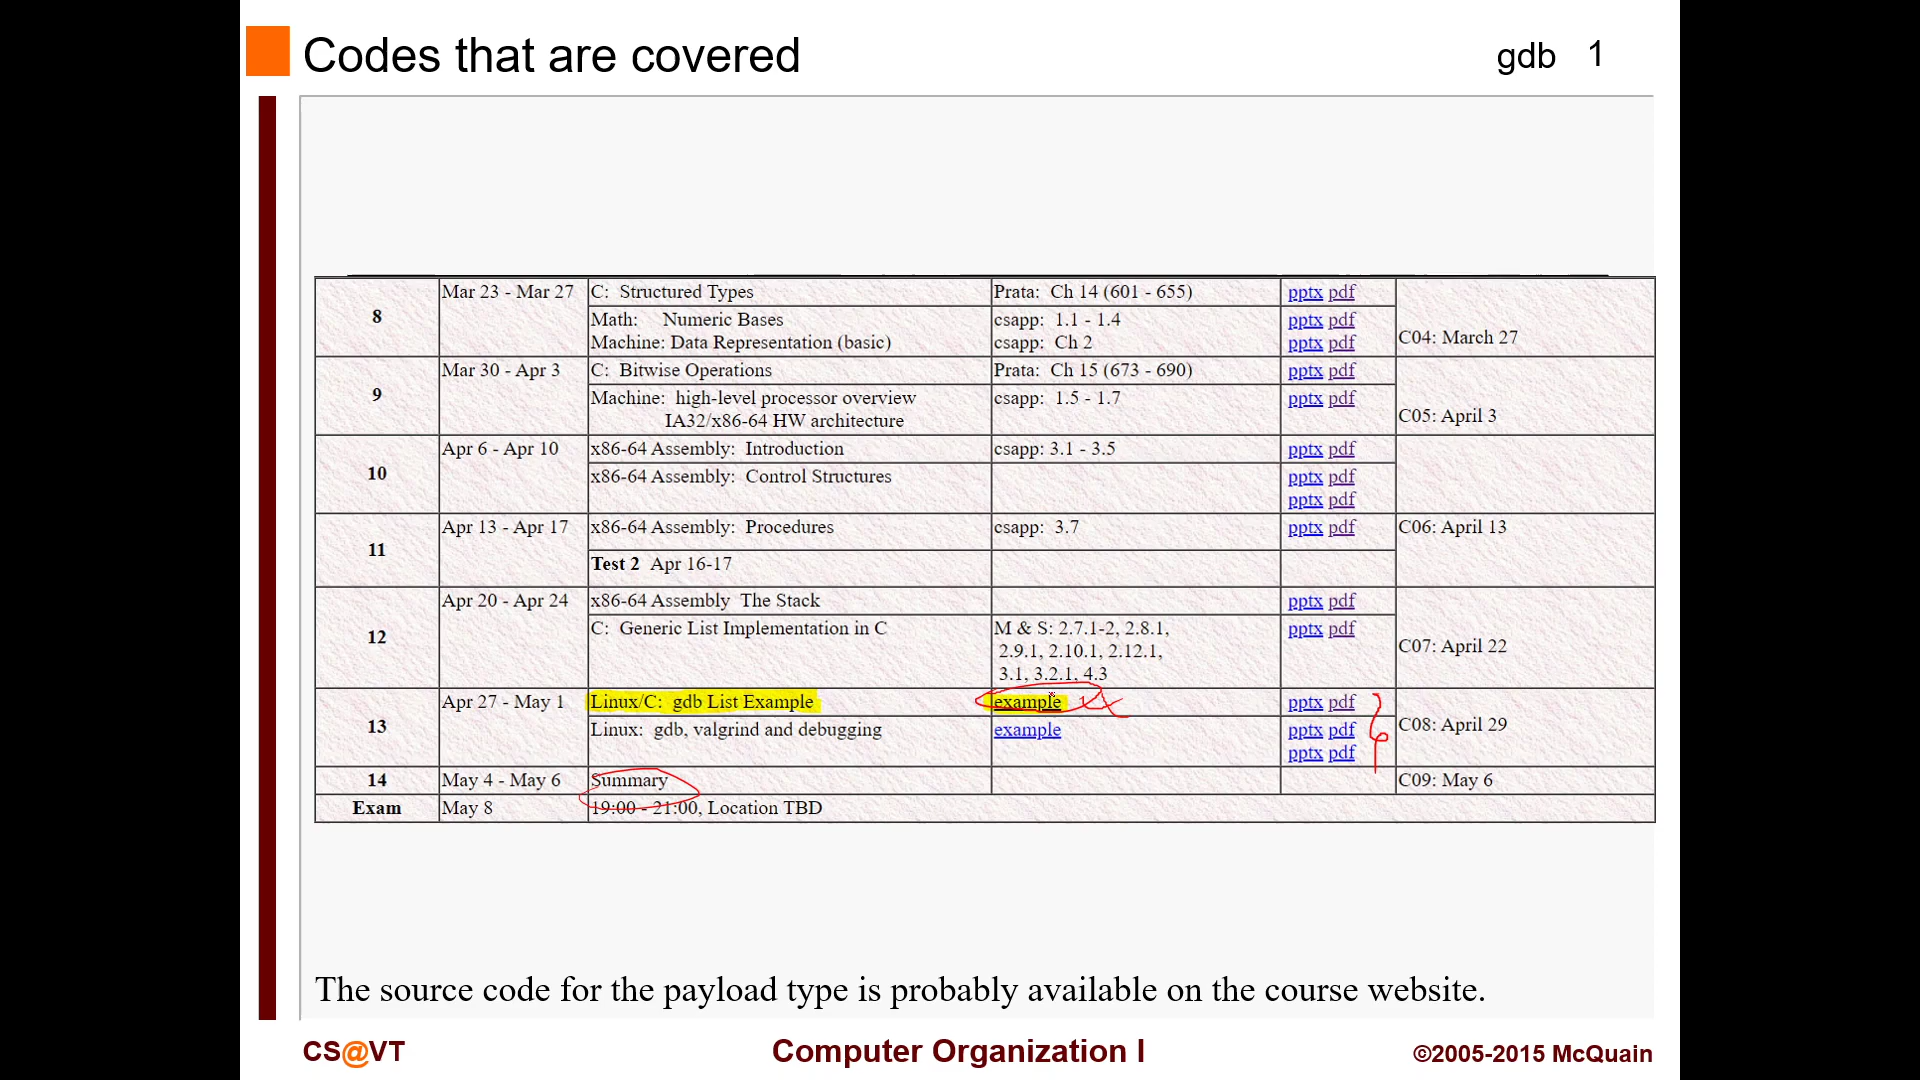 Codes that are covered
gdb 1
8 Mar 23 - Mar 27 C: Structured Types Prata: Ch 14 (601 - 655) pptx pdf
Math: Numeric Bases csapp: 1.1 - 1.4 pptx pdf
Machine: Data Representation (basic) csapp: Ch 2 pptx pdf C04: March 27
9 Mar 30 - Apr 3 C: Bitwise Operations Prata: Ch 15 (673 - 690) pptx pdf
Machine: high-level processor overview csapp: 1.5 - 1.7 pptx pdf
IA32/x86-64 HW architecture C05: April 3
10 Apr 6 - Apr 10 x86-64 Assembly: Introduction csapp: 3.1 - 3.5 pptx pdf
x86-64 Assembly: Control Structures pptx pdf
pptx pdf
11 Apr 13 - Apr 17 x86-64 Assembly: Procedures csapp: 3.7 pptx pdf C06: April 13
Test 2 Apr 16-17
12 Apr 20 - Apr 24 x86-64 Assembly The Stack pptx pdf
C: Generic List Implementation in C M & S: 2.7.1-2, 2.8.1, pptx pdf
2.9.1, 2.10.1, 2.12.1, C07: April 22
3.1, 3.2.1, 4.3
13 Apr 27 - May 1 Linux/C: gdb List Example example pptx pdf
Linux: gdb, valgrind and debugging example pptx pdf C08: April 29
pptx pdf
14 May 4 - May 6 Summary C09: May 6
Exam May 8 19:00 - 21:00, Location TBD
The source code for the payload type is probably available on the course website.
CS@VT
Computer Organization I
©2005-2015 McQuain